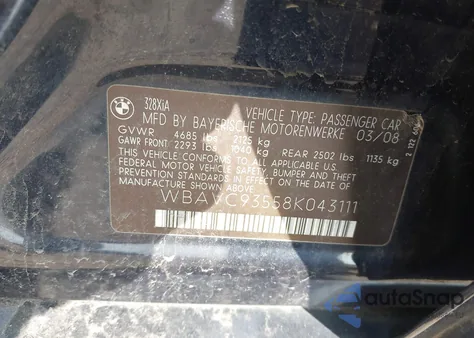 BMW
328XiA
VEHICLE TYPE: PASSENGER CAR
MFD BY BAYERISCHE MOTORENWERKE 03/08
GVWR 4685 lbs 2125 kg
GAWR FRONT: 2293 lbs 1040 kg REAR 2502 lbs 1135 kg
THIS VEHICLE CONFORMS TO ALL APPLICABLE U.S.
FEDERAL MOTOR VEHICLE SAFETY, BUMPER, AND
THEFT PREVENTION STANDARDS IN EFFECT ON THE
DATE OF MANUFACTURE SHOWN ABOVE.
WBAVC93558K043111
autoSnap